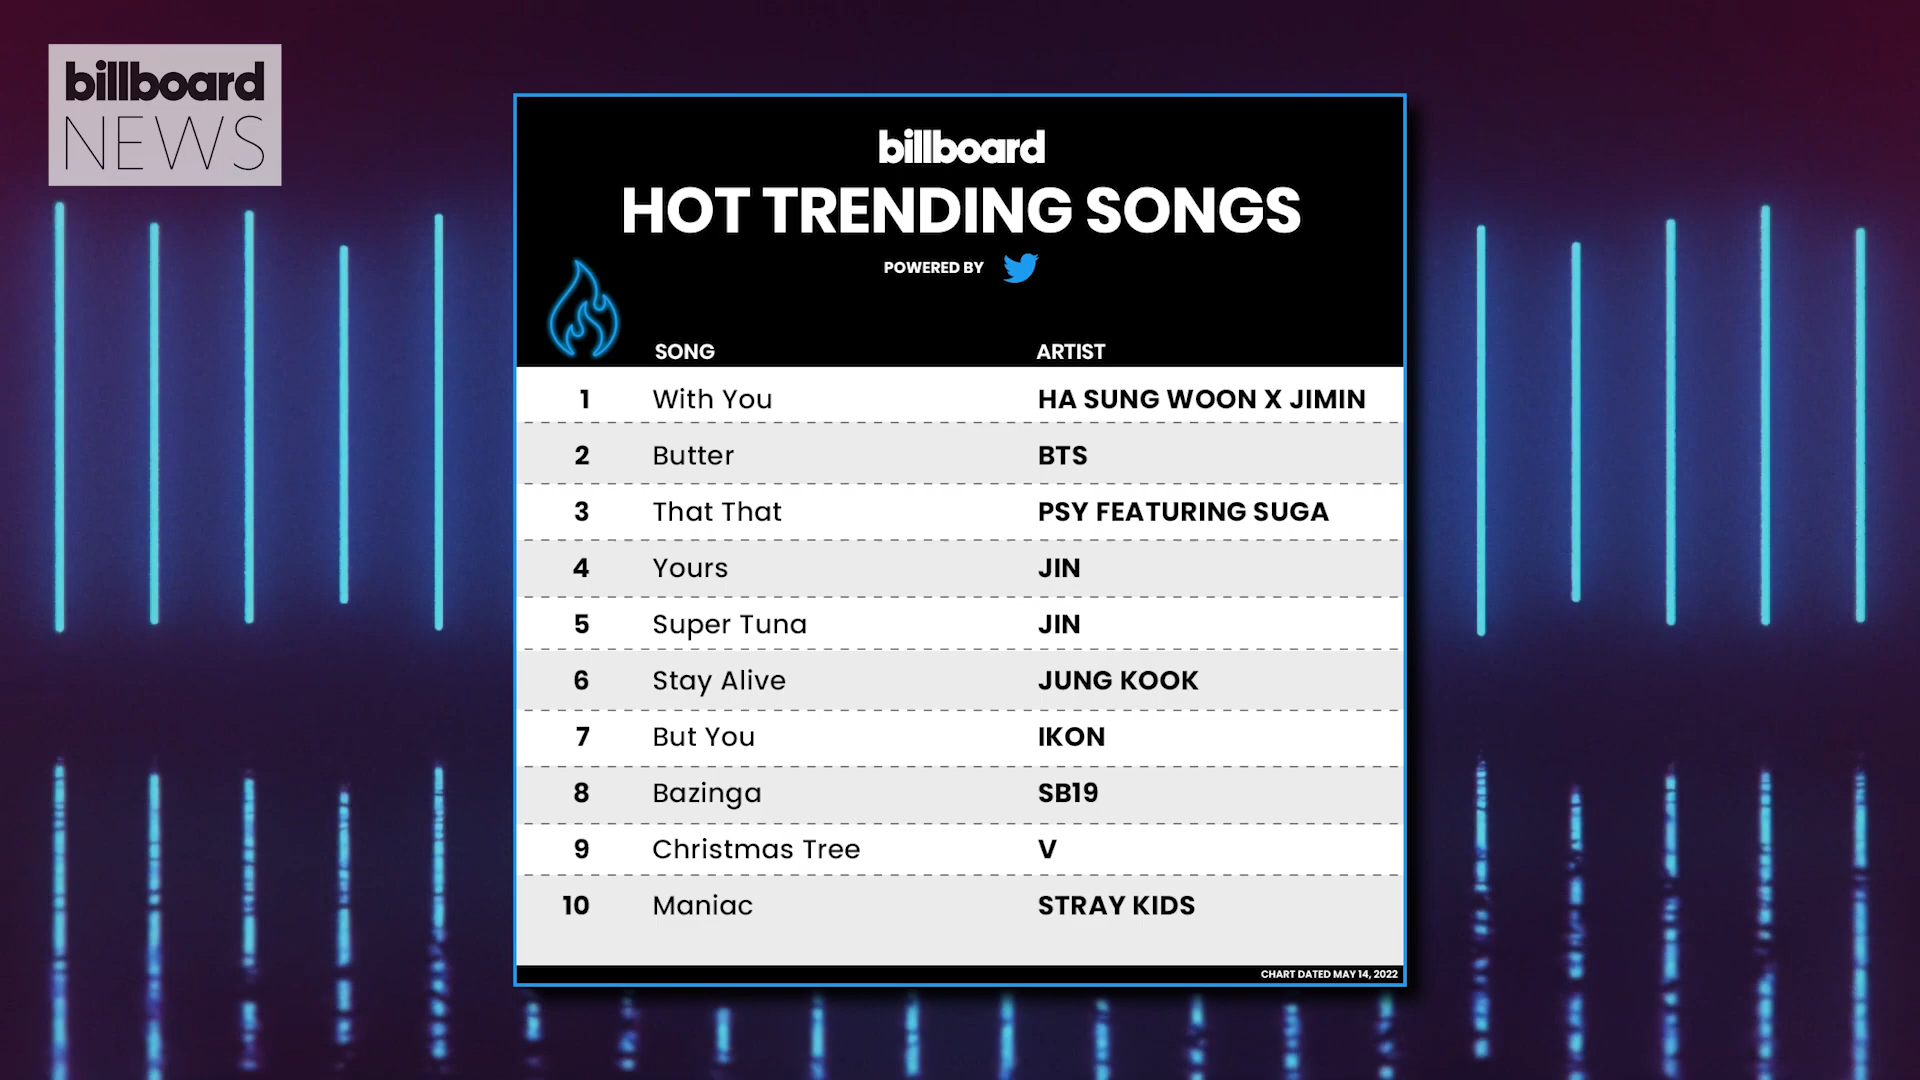 billboard
NEWS
billboard
HOT TRENDING SONGS
POWERED BY
SONG ARTIST
1 With You HA SUNG WOON X JIMIN
2 Butter BTS
3 That That PSY FEATURING SUGA
4 Yours JIN
5 Super Tuna JIN
6 Stay Alive JUNG KOOK
7 But You IKON
8 Bazinga SB19
9 Christmas Tree V
10 Maniac STRAY KIDS
CHART DATED MAY 14, 2022